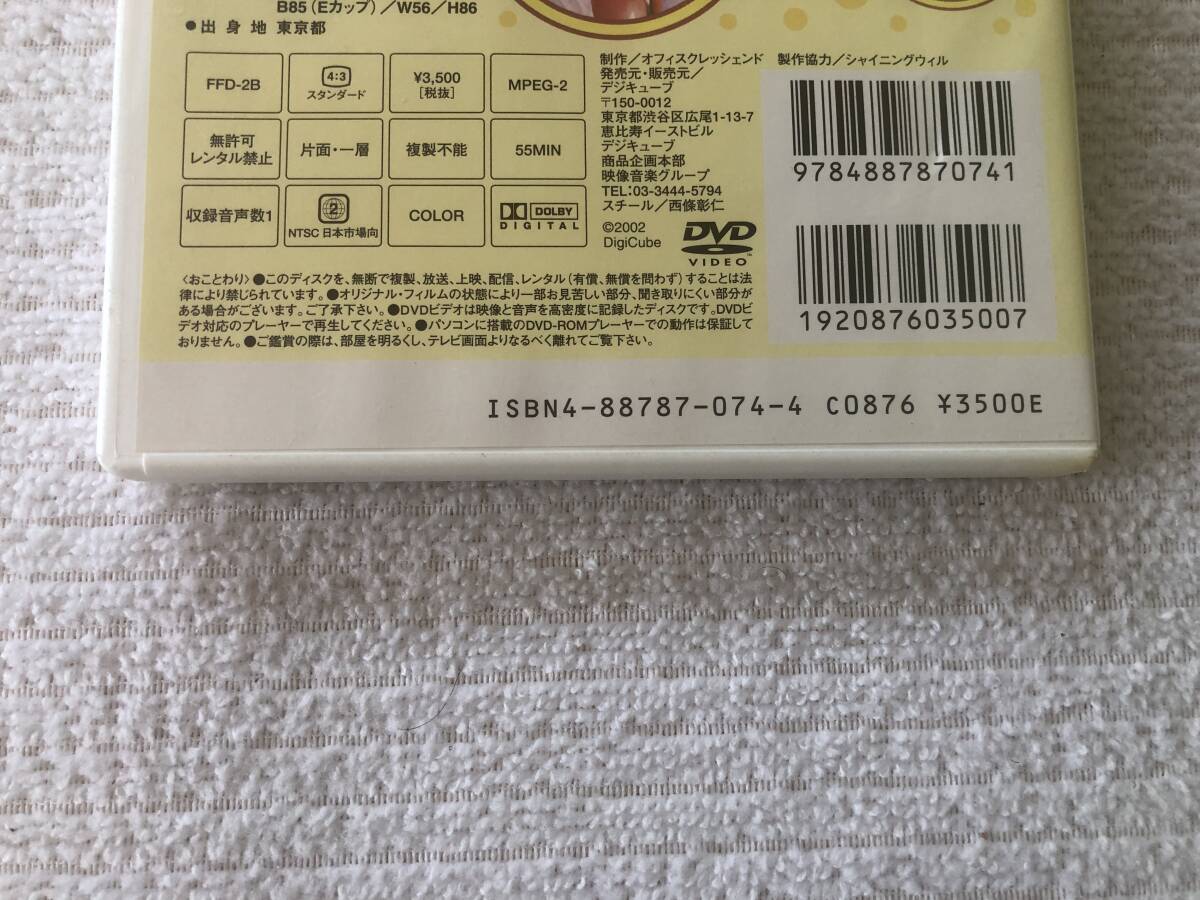 B85（Eカップ）／W56／H86
●出 身 地 東京都
FFD-2B
4:3
スタンダード
¥3,500
[税抜]
MPEG-2
無許可
レンタル禁止
片面・一層
複製不能
55MIN
収録音声数1
2
NTSC 日本市場向
COLOR
DOLBY
DIGITAL
制作／オフィスクレッシェンド 製作協力／シャイニングウィル
発売元・販売元／
デジキューブ
〒150-0012
東京都渋谷区広尾1-13-7
恵比寿イーストビル
デジキューブ
商品企画本部
映像音楽グループ
TEL:03-3444-5794
スチール／西條彰仁
©2002
DigiCube
DVD
VIDEO
9784887870741
1920876035007
〈おことわり〉●このディスクを、無断で複製、放送、上映、配信、レンタル（有償、無償を問わず）することは法
律により禁じられています。●オリジナル・フィルムの状態により一部お見苦しい部分、聞き取りにくい部分が
ある場合がございます。ご了承下さい。●DVDビデオは映像と音声を高密度に記録したディスクです。DVDビ
デオ対応のプレーヤーで再生してください。●パソコンに搭載のDVD-ROMプレーヤーでの動作は保証して
おりません。●ご鑑賞の際は、部屋を明るくし、テレビ画面よりなるべく離れてご覧下さい。
ISBN4-88787-074-4 C0876 ¥3500E